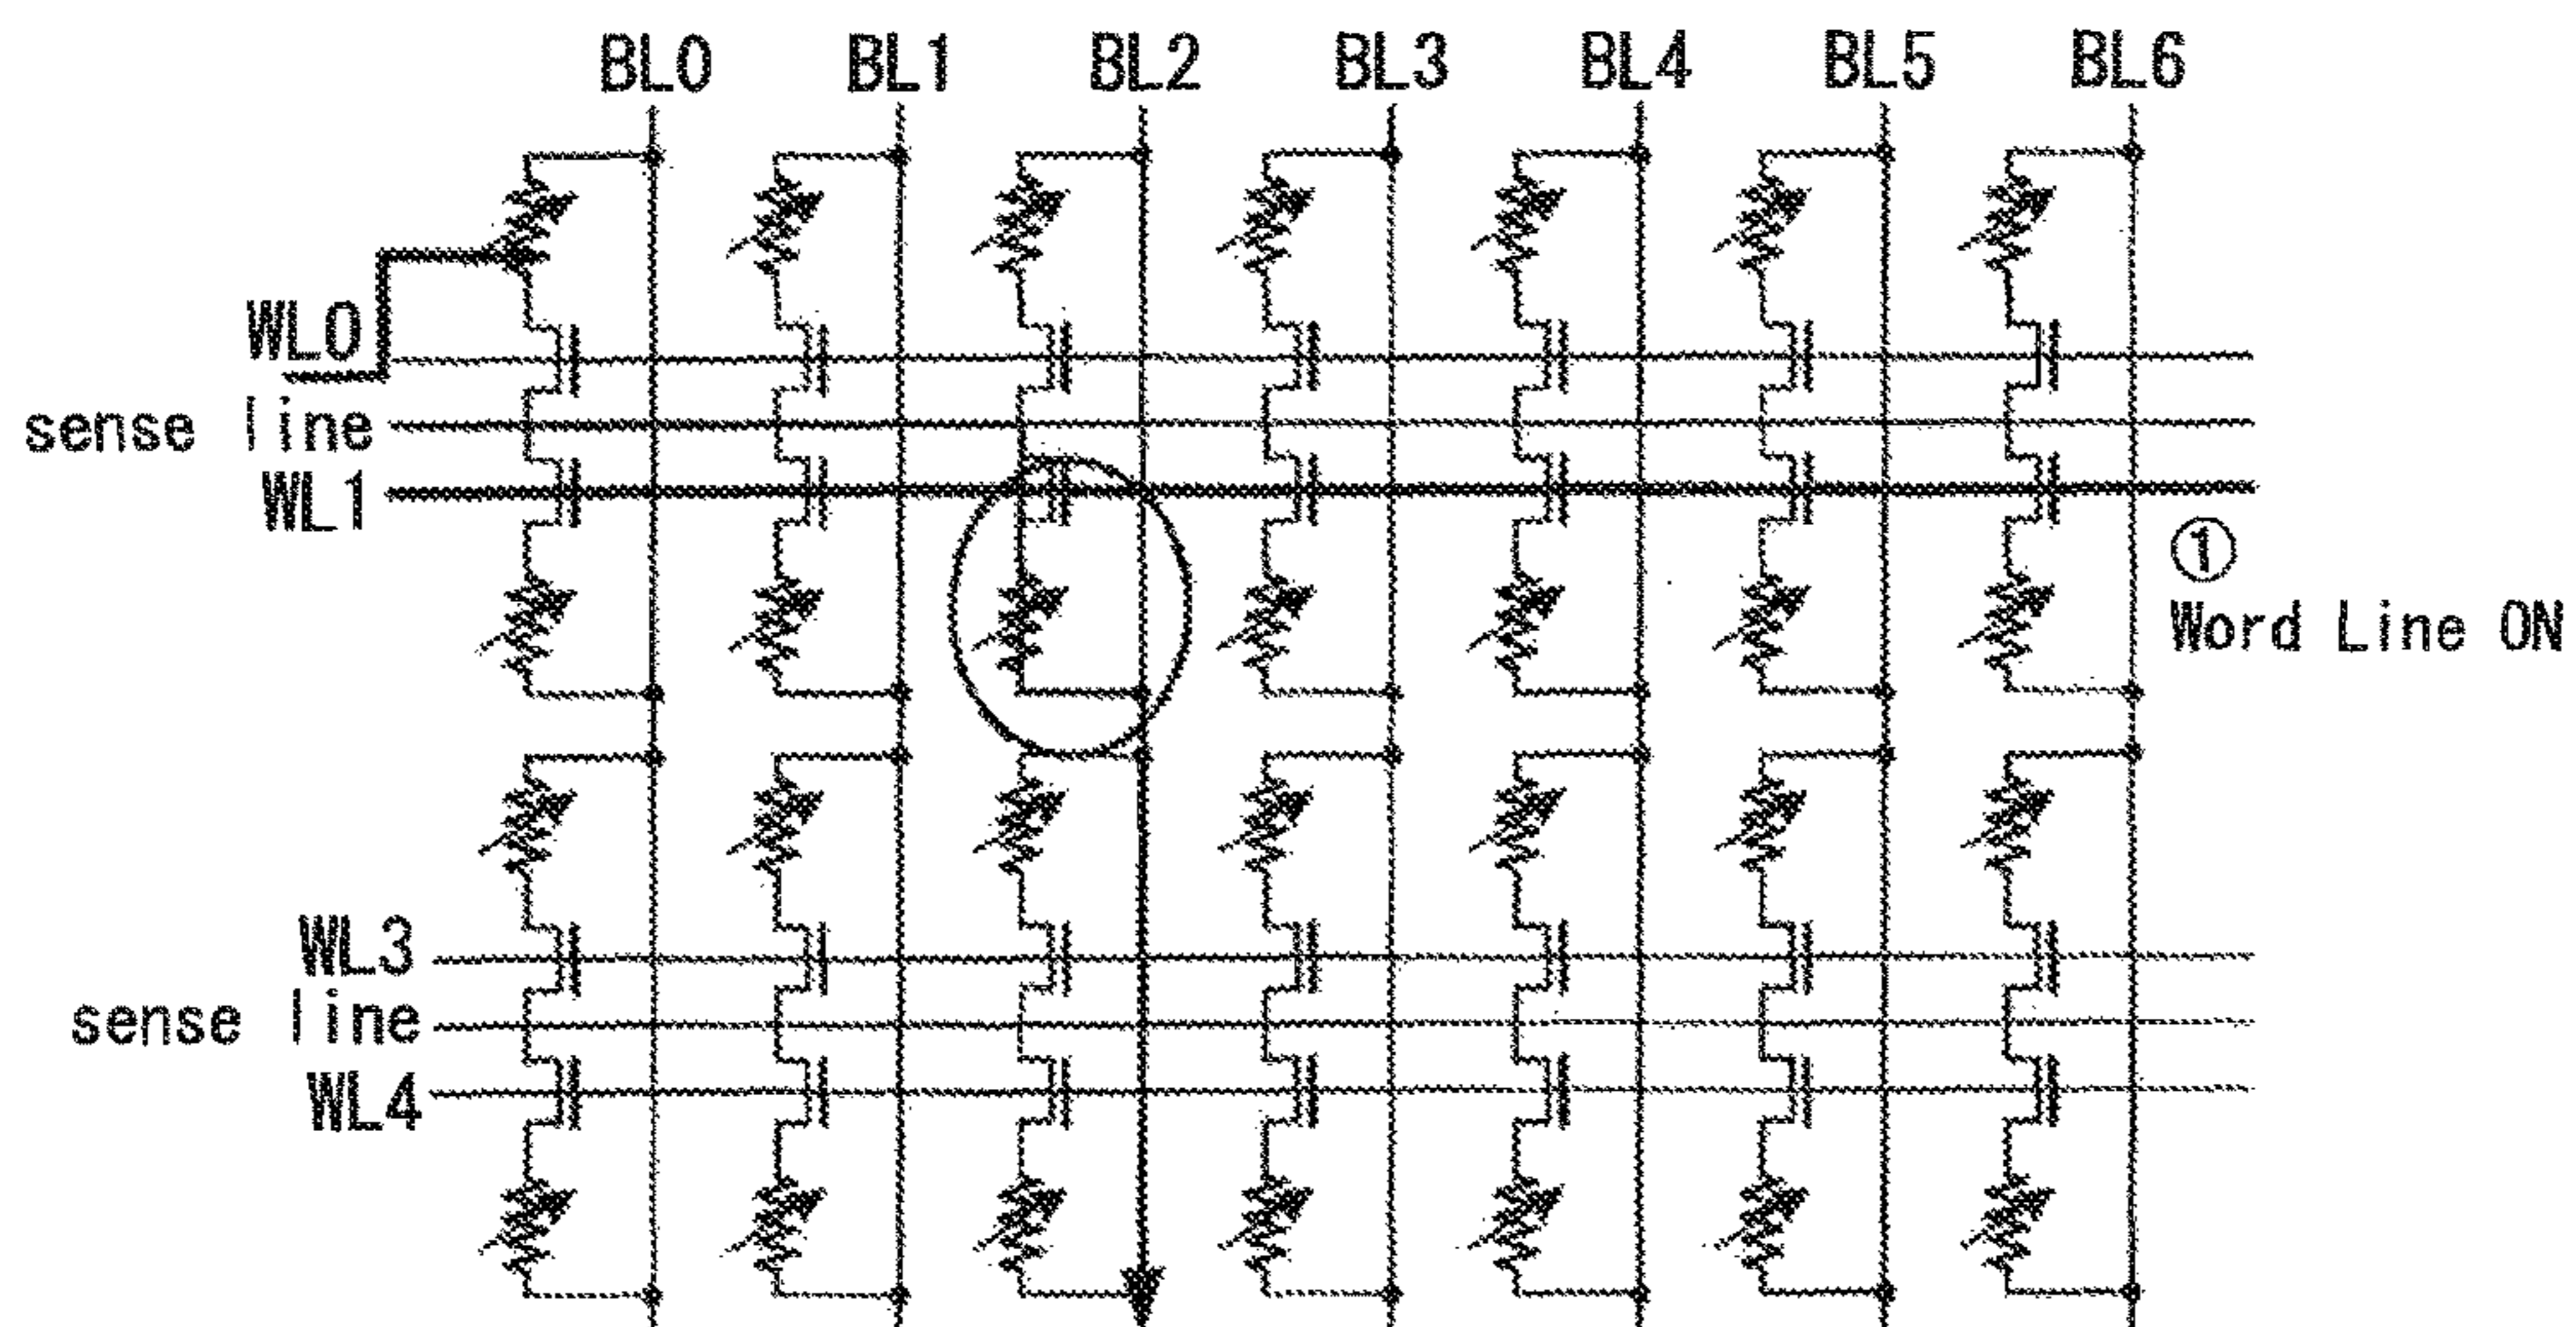 BL0 BL1 BL2 BL3 BL4 BL5 BL6
WL0
sense line
WL1
①
Word Line ON
WL3
sense line
WL4